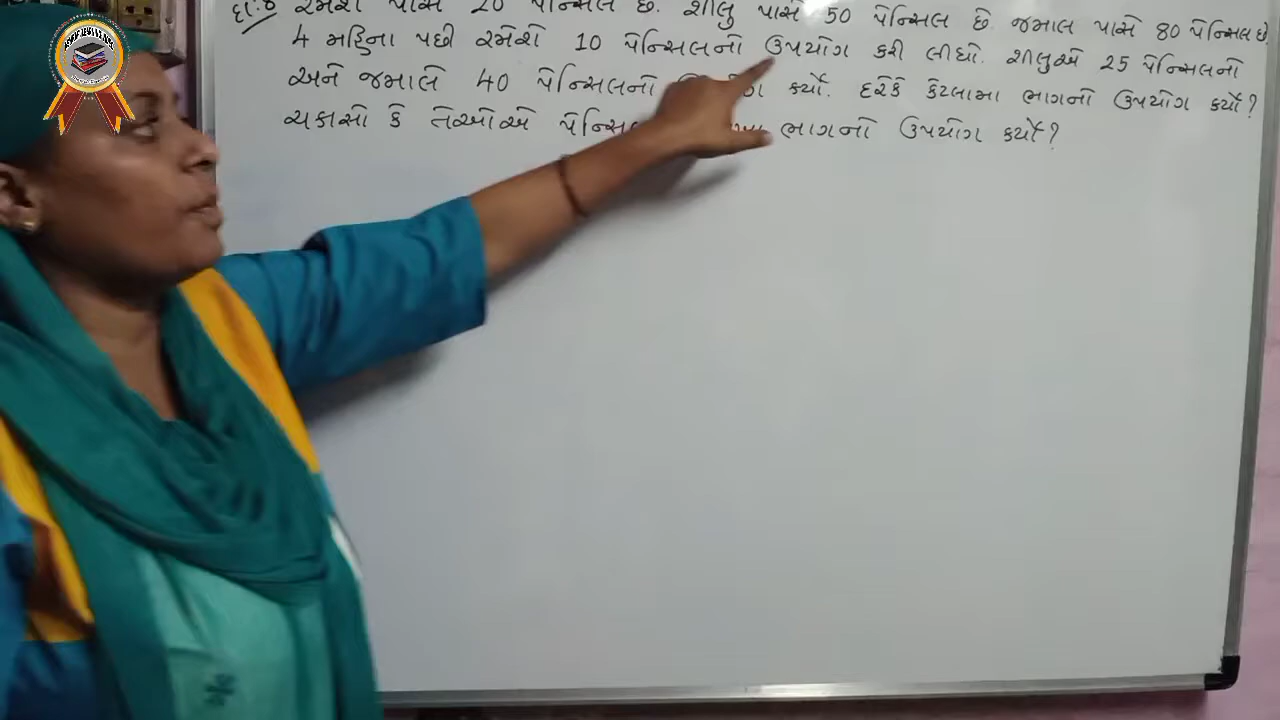 દા:૪ રમેશ પાસે 20 પેન્સિલ છે. શીલુ પાસે 50 પેન્સિલ છે જમાલ પાસે 80 પેન્સિલ છે.
4 મહિના પછી રમેશે 10 પેન્સિલનો ઉપયોગ કરી લીધો. શીલુએ 25 પેન્સિલનો
અને જમાલે 40 પેન્સિલનો કર્યો. દરેકે કેટલામા ભાગનો ઉપયોગ કર્યો?
ચકાસો કે તેઓએ ભાગનો ઉપયોગ કર્યો?